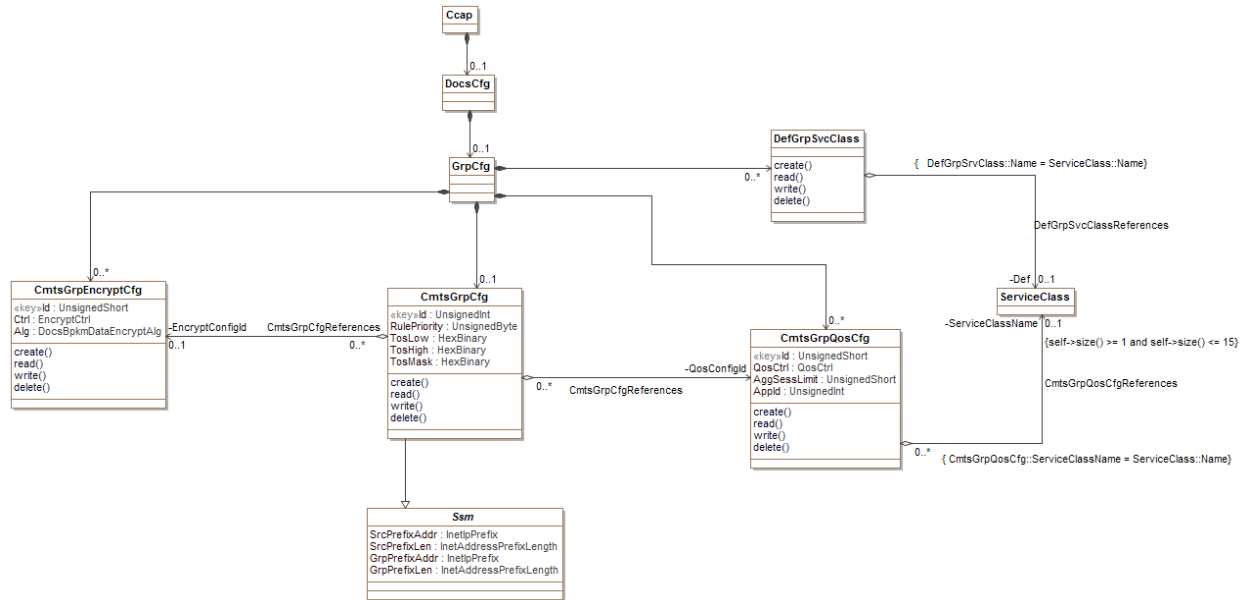 Ccap
0..1
DocsCfg
0..1
GrpCfg
DefGrpSvcClass
create()
read()
write()
delete()
0..*
{ DefGrpSrvClass::Name = ServiceClass::Name}
DefGrpSvcClassReferences
-Def 0..1
ServiceClass
-ServiceClassName 0..1
{self->size() >= 1 and self->size() <= 15}
CmtsGrpQosCfgReferences
0..*
CmtsGrpEncryptCfg
«key»Id : UnsignedShort
Ctrl : EncryptCtrl
Alg : DocsBpkmDataEncryptAlg
create()
read()
write()
delete()
-EncryptConfigId
0..1
CmtsGrpCfgReferences
0..*
0..1
CmtsGrpCfg
«key»Id : UnsignedInt
RulePriority : UnsignedByte
TosLow : HexBinary
TosHigh : HexBinary
TosMask : HexBinary
create()
read()
write()
delete()
0..*
CmtsGrpCfgReferences
-QosConfigId
0..*
CmtsGrpQosCfg
«key»Id : UnsignedShort
QosCtrl : QosCtrl
AggSessLimit : UnsignedShort
AppId : UnsignedInt
create()
read()
write()
delete()
0..*
{ CmtsGrpQosCfg::ServiceClassName = ServiceClass::Name}
Ssm
SrcPrefixAddr : InetIpPrefix
SrcPrefixLen : InetAddressPrefixLength
GrpPrefixAddr : InetIpPrefix
GrpPrefixLen : InetAddressPrefixLength